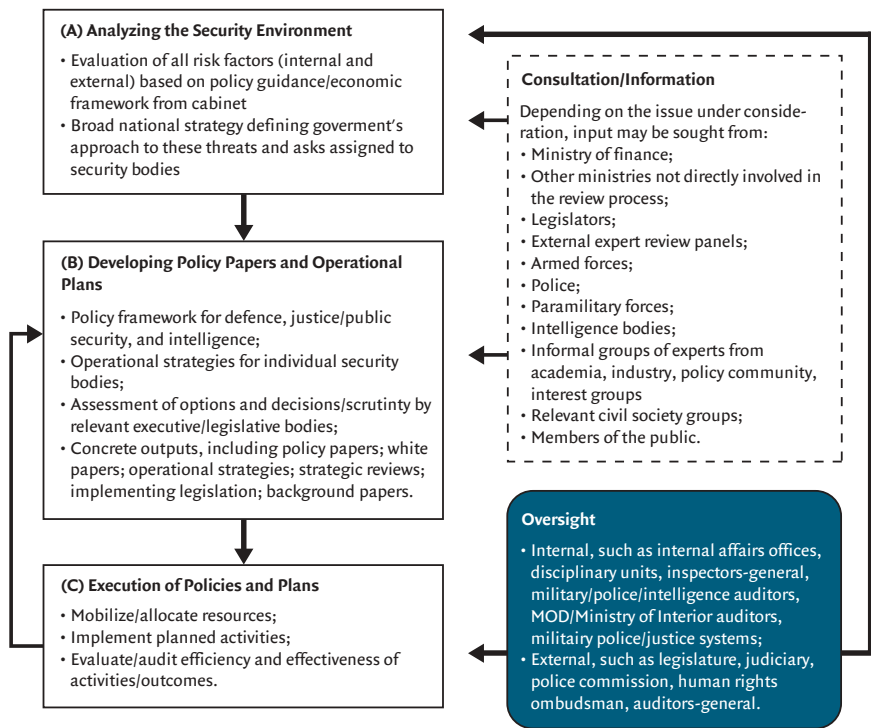 (A) Analyzing the Security Environment
• Evaluation of all risk factors (internal and
external) based on policy guidance/economic
framework from cabinet
• Broad national strategy defining goverment's
approach to these threats and asks assigned to
security bodies
(B) Developing Policy Papers and Operational
Plans
• Policy framework for defence, justice/public
security, and intelligence;
• Operational strategies for individual security
bodies;
• Assessment of options and decisions/scrutiny by
relevant executive/legislative bodies;
• Concrete outputs, including policy papers; white
papers; operational strategies; strategic reviews;
implementing legislation; background papers.
(C) Execution of Policies and Plans
• Mobilize/allocate resources;
• Implement planned activities;
• Evaluate/audit efficiency and effectiveness of
activities/outcomes.
Consultation/Information
Depending on the issue under conside-
ration, input may be sought from:
• Ministry of finance;
• Other ministries not directly involved in
the review process;
• Legislators;
• External expert review panels;
• Armed forces;
• Police;
• Paramilitary forces;
• Intelligence bodies;
• Informal groups of experts from
academia, industry, policy community,
interest groups
• Relevant civil society groups;
• Members of the public.
Oversight
• Internal, such as internal affairs offices,
disciplinary units, inspectors-general,
military/police/intelligence auditors,
MOD/Ministry of Interior auditors,
militairy police/justice systems;
• External, such as legislature, judiciary,
police commission, human rights
ombudsman, auditors-general.